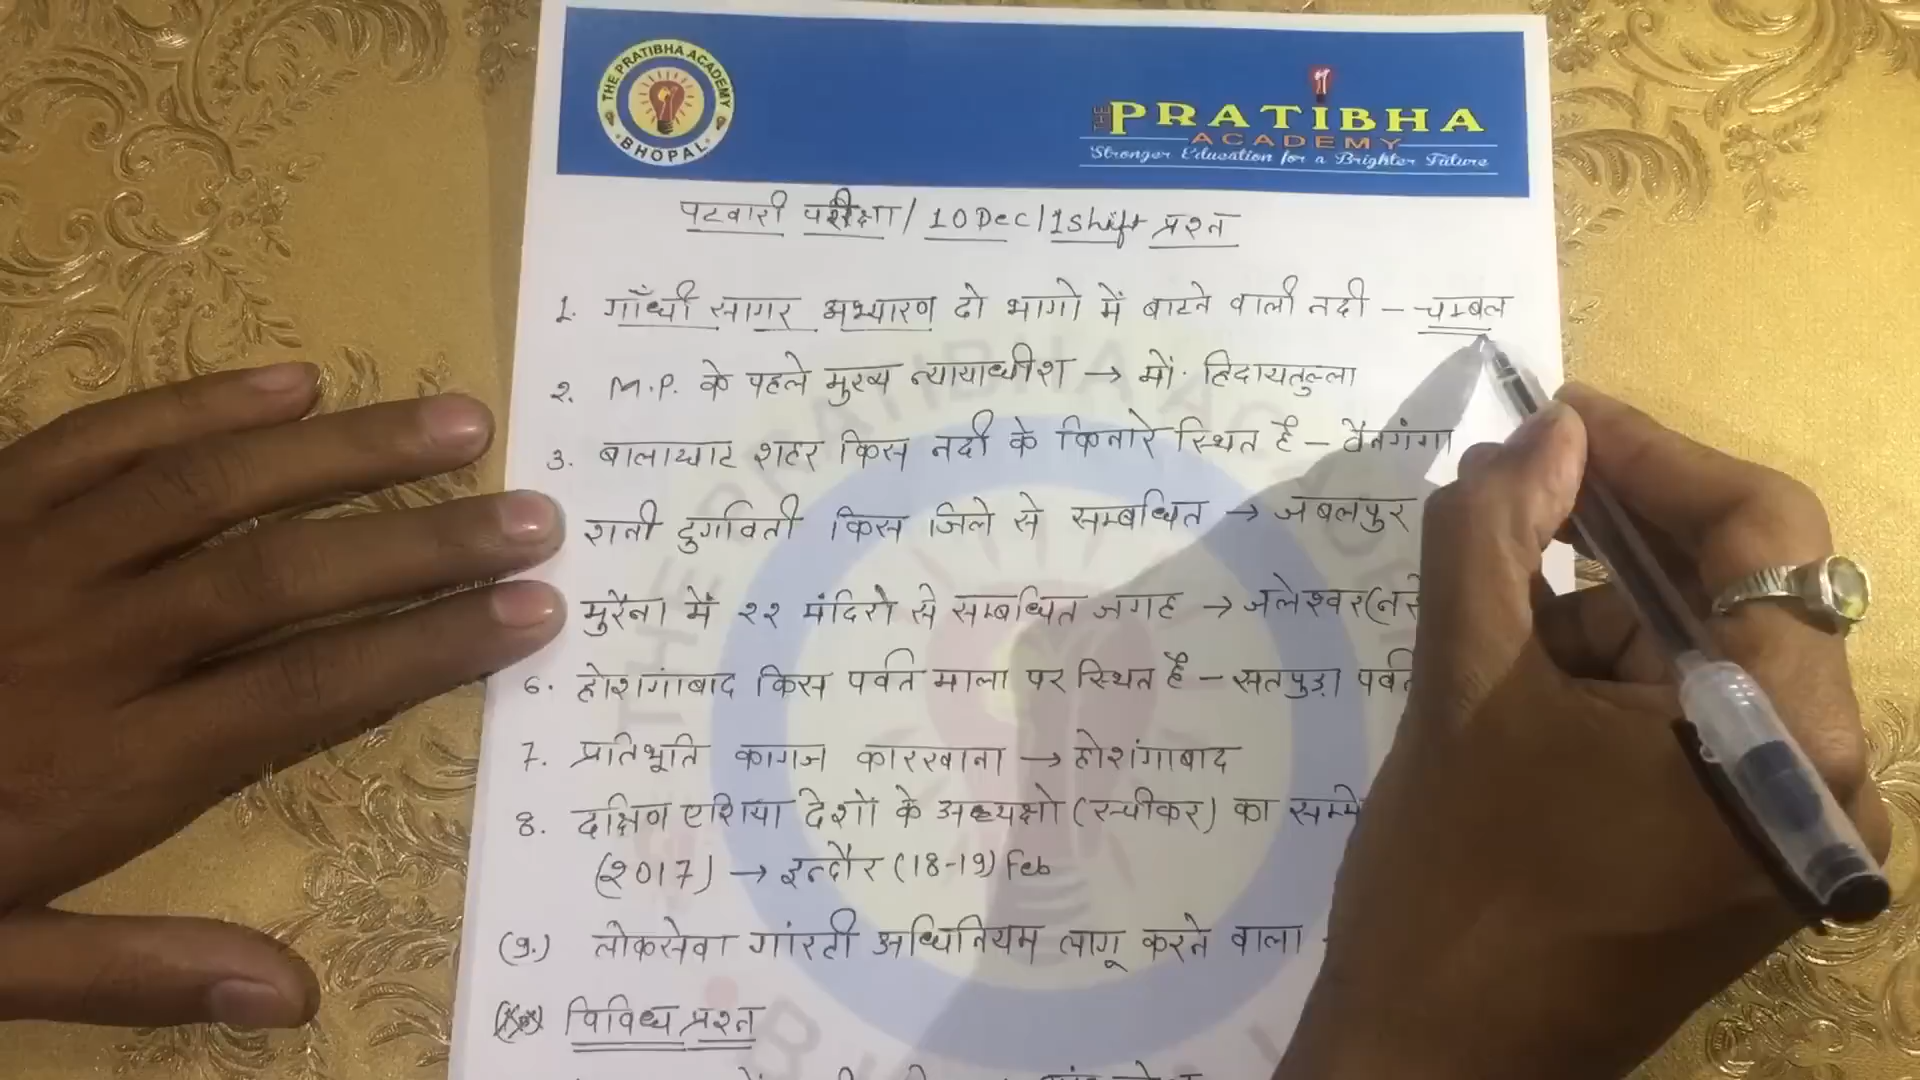 THE PRATIBHA ACADEMY
BHOPAL
THE PRATIBHA
ACADEMY
Stronger Education for a Brighter Future
पटवारी परीक्षा/10 Dec/1 Shift प्रश्न
1. गाँधी सागर अभ्यारण दो भागो में बाटने वाली नदी – चम्बल
2. M.P. के पहले मुख्य न्यायाधीश → मों. हिदायतुल्ला
3. बालाघाट शहर किस नदी के किनारे स्थित है – वैनगंगा
रानी दुर्गावती किस जिले से सम्बधित → जबलपुर
मुरैना में २२ मंदिरो से सम्बधित जगह → जलेश्वर
6. होशंगाबाद किस पर्वत माला पर स्थित है – सतपुड़ा पर्वत
7. प्रतिभूति कागज कारखाना → होशंगाबाद
8. दक्षिण एशिया देशों के अध्यक्षो (स्पीकर) का
(2017) → इन्दौर (18-19) Feb
(9.) लोकसेवा गांरटी अधिनियम लागू करने वाला
विविध प्रश्न